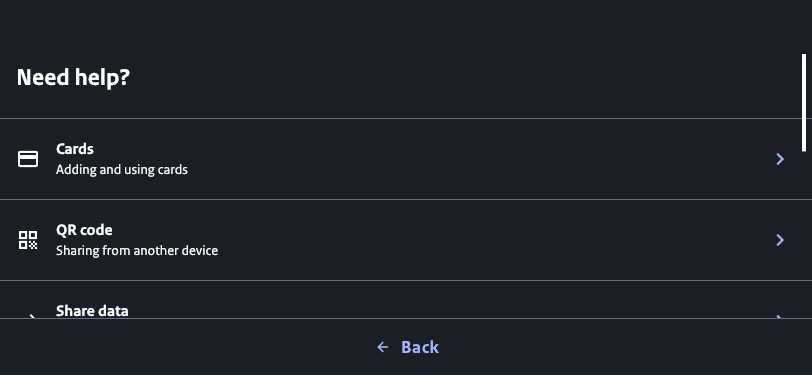 Need help?
Cards
Adding and using cards
QR code
Sharing from another device
Share data
Back